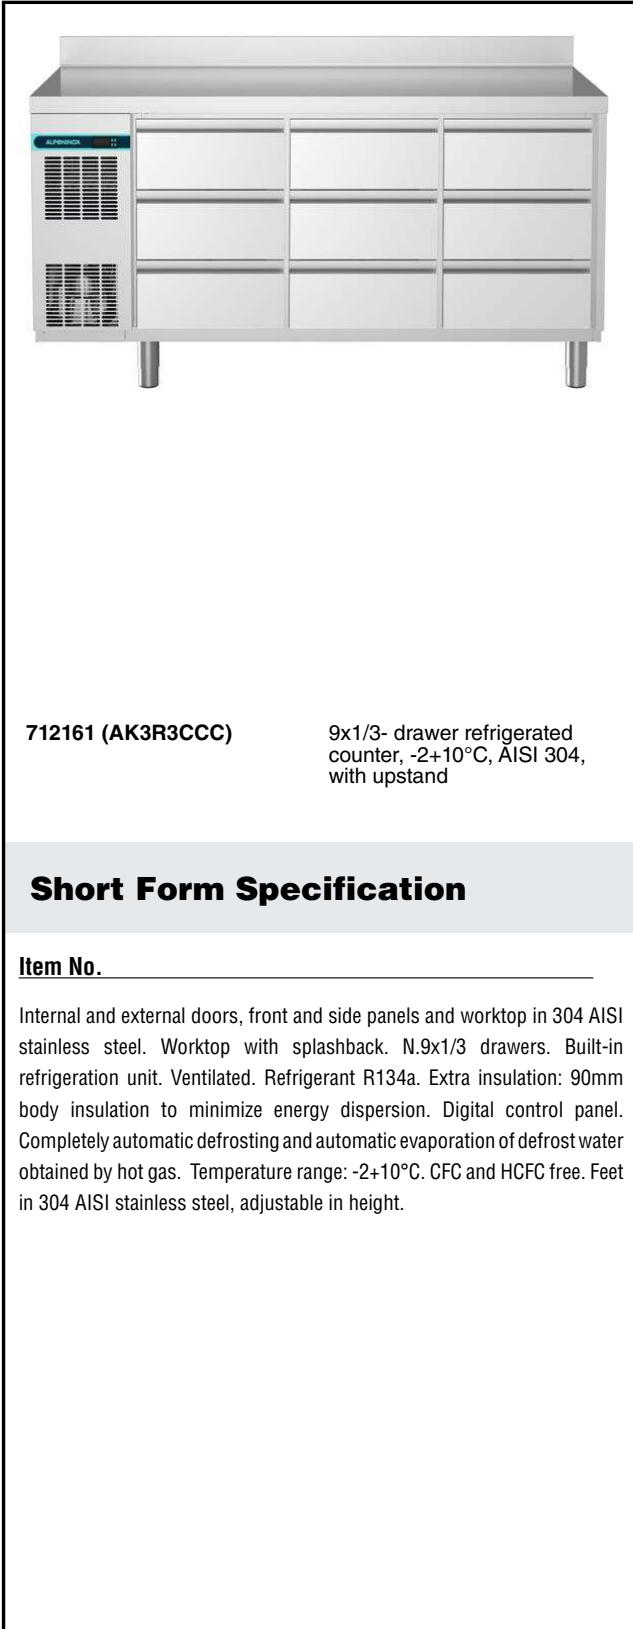 ALPENINOX
712161 (AK3R3CCC)
9x1/3- drawer refrigerated
counter, -2+10°C, AISI 304,
with upstand
Short Form Specification
Item No.
Internal and external doors, front and side panels and worktop in 304 AISI
stainless steel. Worktop with splashback. N.9x1/3 drawers. Built-in
refrigeration unit. Ventilated. Refrigerant R134a. Extra insulation: 90mm
body insulation to minimize energy dispersion. Digital control panel.
Completely automatic defrosting and automatic evaporation of defrost water
obtained by hot gas. Temperature range: -2+10°C. CFC and HCFC free. Feet
in 304 AISI stainless steel, adjustable in height.